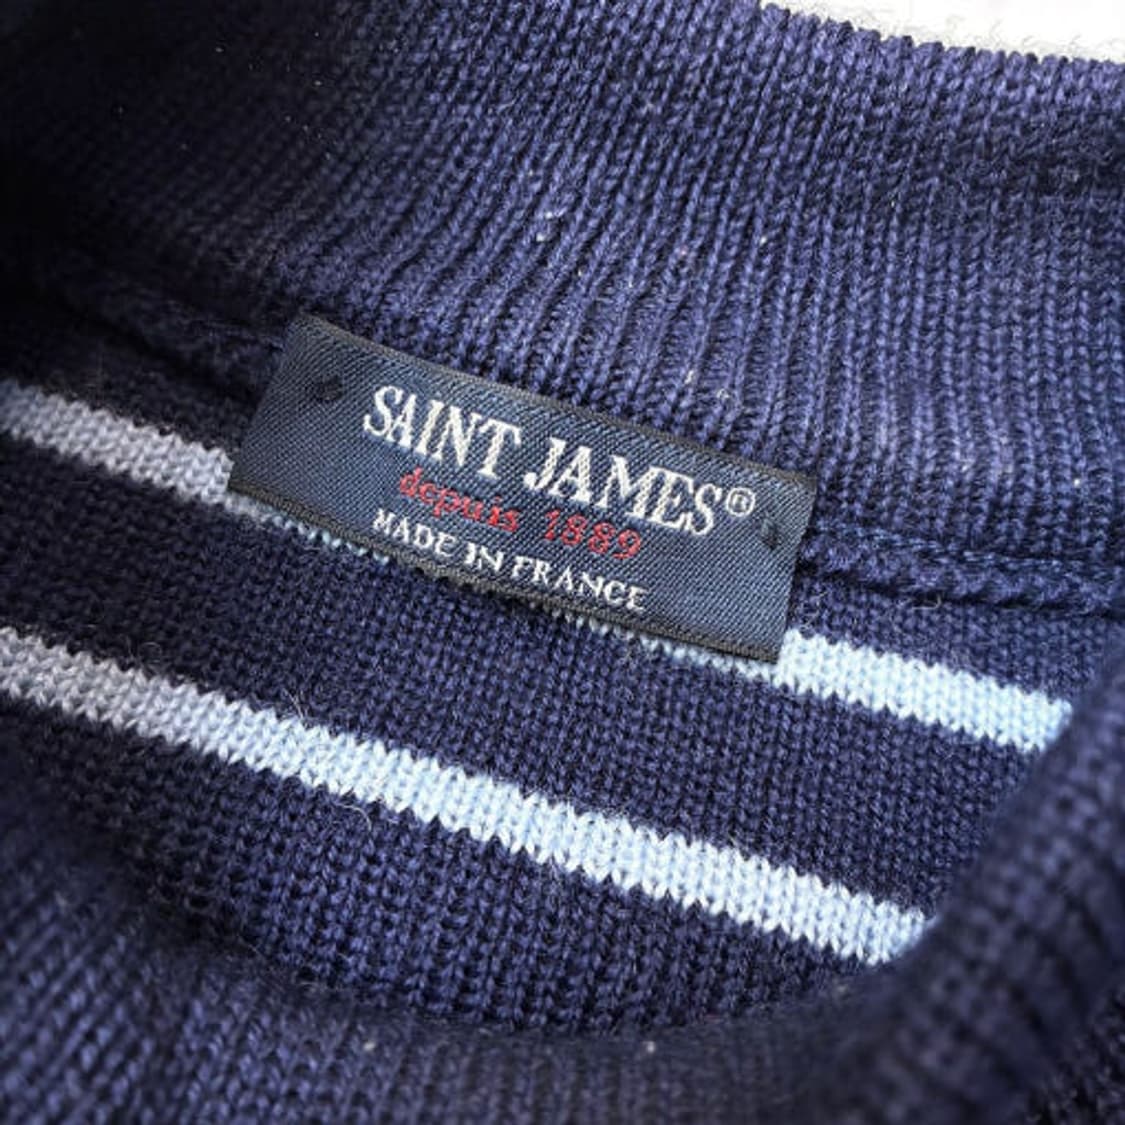 SAINT JAMES®
depuis 1889
MADE IN FRANCE